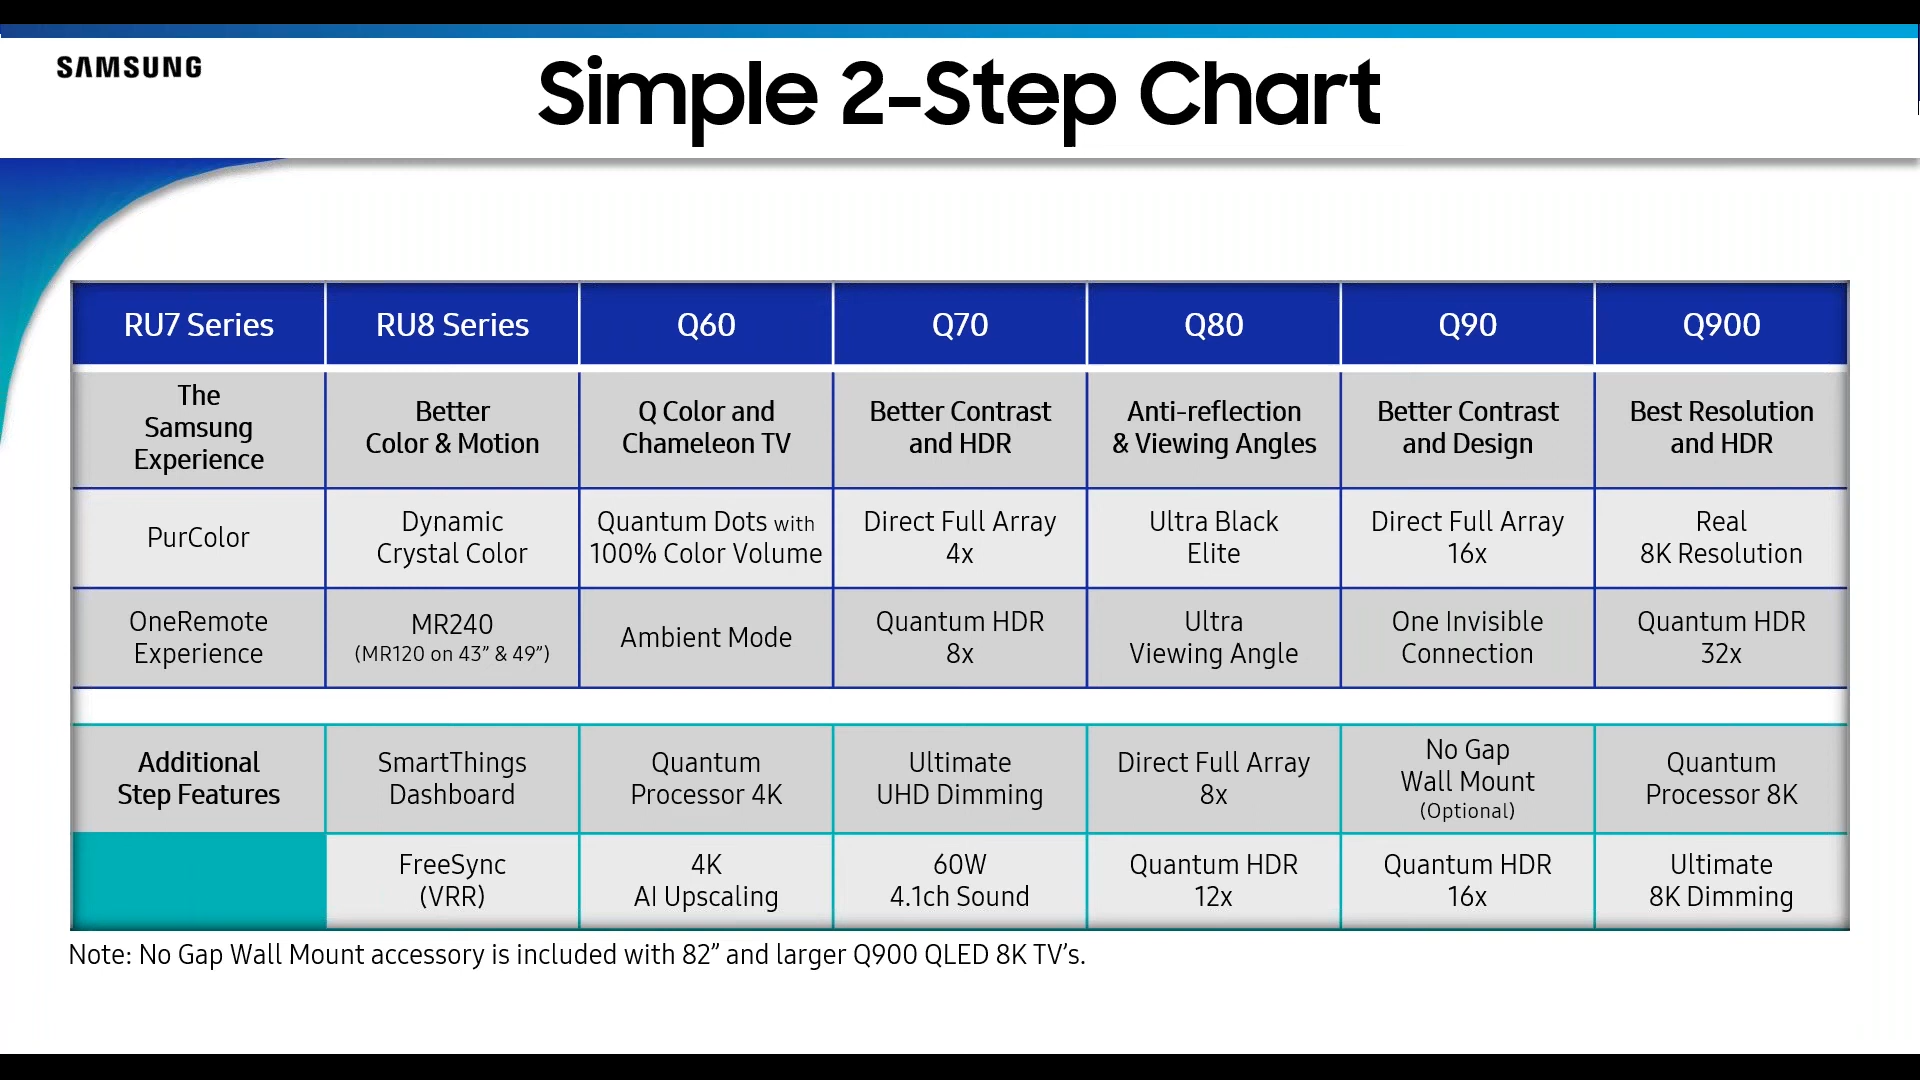 SAMSUNG
Simple 2-Step Chart
RU7 Series
RU8 Series
Q60
Q70
Q80
Q90
Q900
The
Samsung
Experience
Better
Color & Motion
Q Color and
Chameleon TV
Better Contrast
and HDR
Anti-reflection
& Viewing Angles
Better Contrast
and Design
Best Resolution
and HDR
PurColor
Dynamic
Crystal Color
Quantum Dots with
100% Color Volume
Direct Full Array
4x
Ultra Black
Elite
Direct Full Array
16x
Real
8K Resolution
OneRemote
Experience
MR240
(MR120 on 43” & 49”)
Ambient Mode
Quantum HDR
8x
Ultra
Viewing Angle
One Invisible
Connection
Quantum HDR
32x
Additional
Step Features
SmartThings
Dashboard
Quantum
Processor 4K
Ultimate
UHD Dimming
Direct Full Array
8x
No Gap
Wall Mount
(Optional)
Quantum
Processor 8K
FreeSync
(VRR)
4K
AI Upscaling
60W
4.1ch Sound
Quantum HDR
12x
Quantum HDR
16x
Ultimate
8K Dimming
Note: No Gap Wall Mount accessory is included with 82” and larger Q900 QLED 8K TV’s.